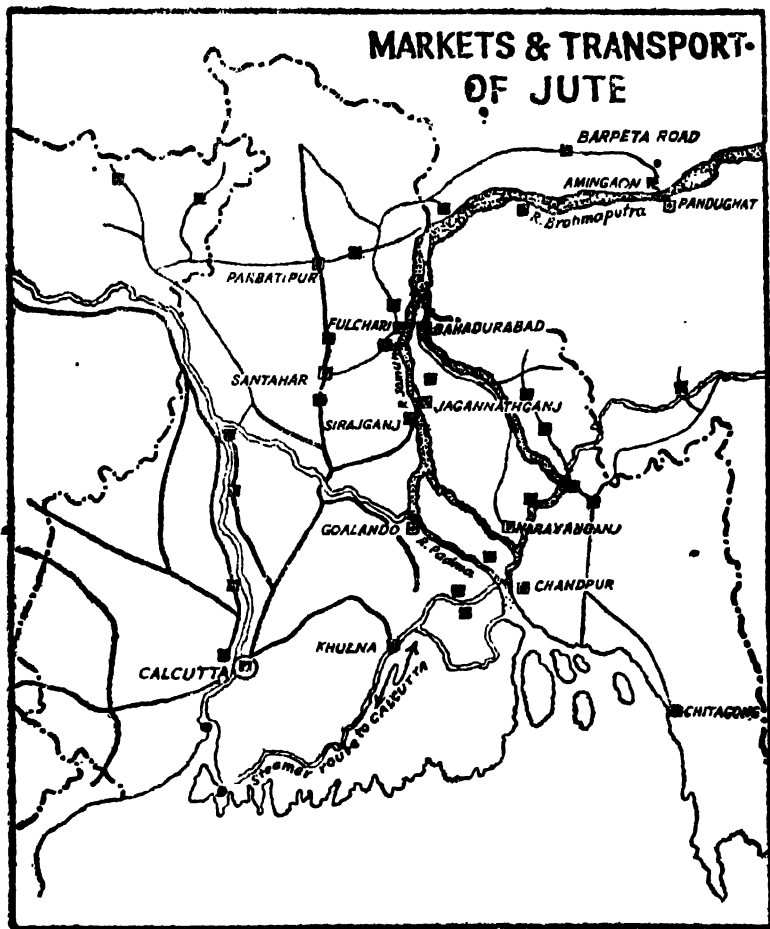 MARKETS & TRANSPORT
OF JUTE
BARPETA ROAD
AMINGAON
PANDUGHAT
R. Brahmaputra
PARBATIPUR
FULCHARI
BAHADURABAD
SANTAHAR
R Jamuna
JAGANNATHGANJ
SIRAJGANJ
GOALANDO
NARAYANGANJ
R. Padma
CHANDPUR
KHULNA
CALCUTTA
Steamer route to CALCUTTA
CHITAGONG